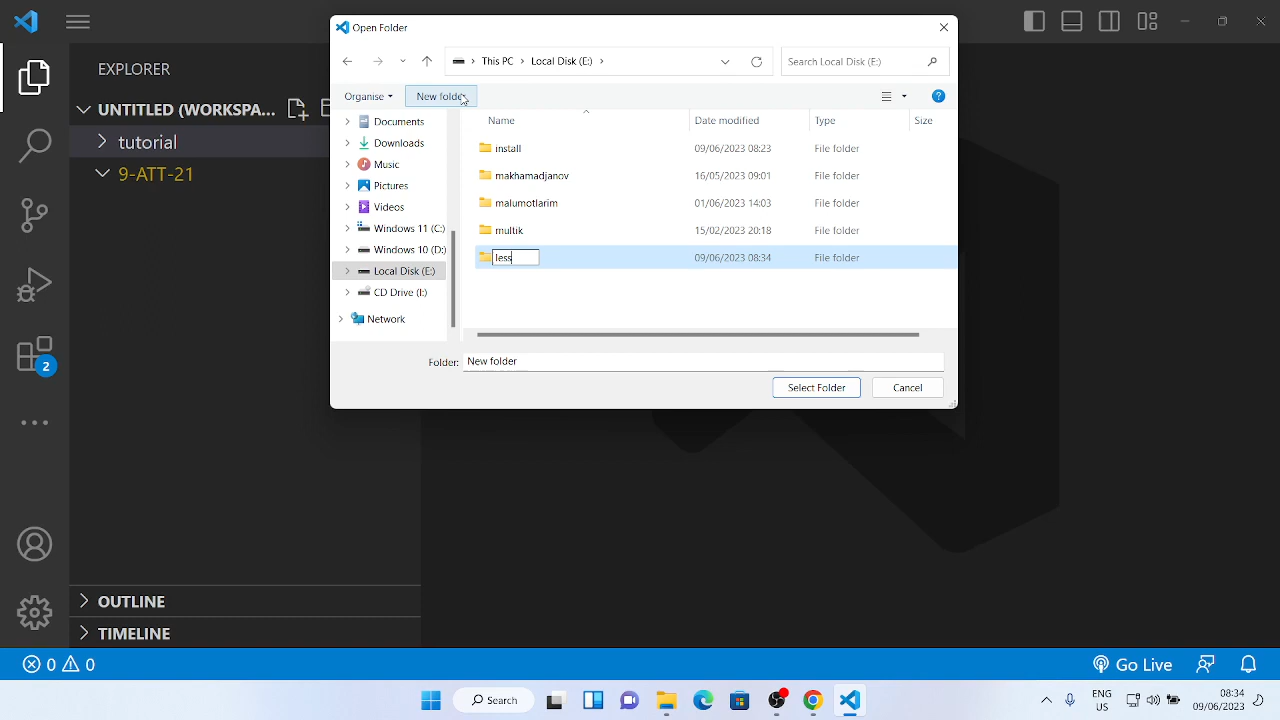 Open Folder
This PC > Local Disk (E:) >
Search Local Disk (E:)
Organise
New folder
EXPLORER
UNTITLED (WORKSPA...
tutorial
9-ATT-21
Documents
Downloads
Music
Pictures
Videos
Windows 11 (C:)
Windows 10 (D:)
Local Disk (E:)
CD Drive (I:)
Network
Name Date modified Type Size
install 09/06/2023 08:23 File folder
makhamadjanov 16/05/2023 09:01 File folder
malumotlarim 01/06/2023 14:03 File folder
multik 15/02/2023 20:18 File folder
less 09/06/2023 08:34 File folder
Folder: New folder
Select Folder Cancel
2
OUTLINE
TIMELINE
0 0 Go Live
Search
ENG
US
08:34
09/06/2023